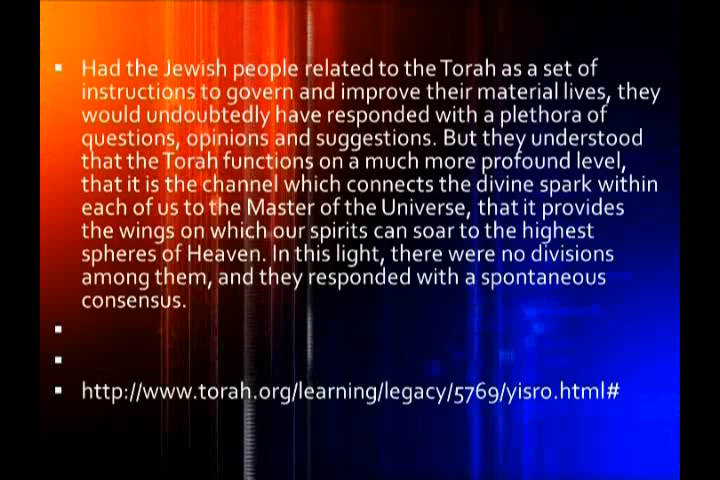 Had the Jewish people related to the Torah as a set of
instructions to govern and improve their material lives, they
would undoubtedly have responded with a plethora of
questions, opinions and suggestions. But they understood
that the Torah functions on a much more profound level,
that it is the channel which connects the divine spark within
each of us to the Master of the Universe, that it provides
the wings on which our spirits can soar to the highest
spheres of Heaven. In this light, there were no divisions
among them, and they responded with a spontaneous
consensus.
http://www.torah.org/learning/legacy/5769/yisro.html#